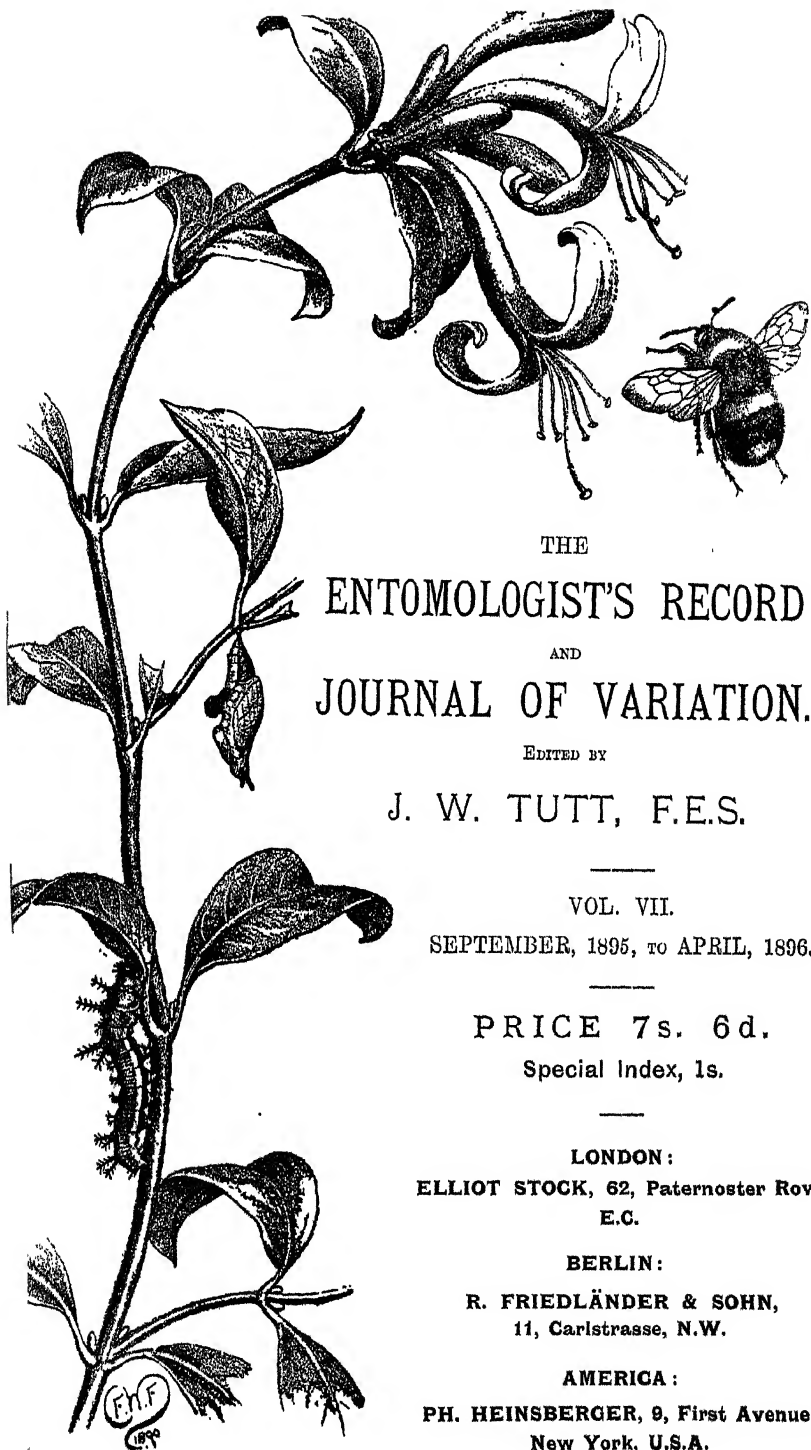 THE
ENTOMOLOGIST'S RECORD
AND
JOURNAL OF VARIATION.
EDITED BY
J. W. TUTT, F.E.S.
VOL. VII.
SEPTEMBER, 1895, TO APRIL, 1896.
PRICE 7s. 6d.
Special Index, 1s.
LONDON:
ELLIOT STOCK, 62, Paternoster Row
E.C.
BERLIN:
R. FRIEDLÄNDER & SOHN,
11, Carlstrasse, N.W.
AMERICA:
PH. HEINSBERGER, 9, First Avenue
New York, U.S.A.
F.N.F
1890